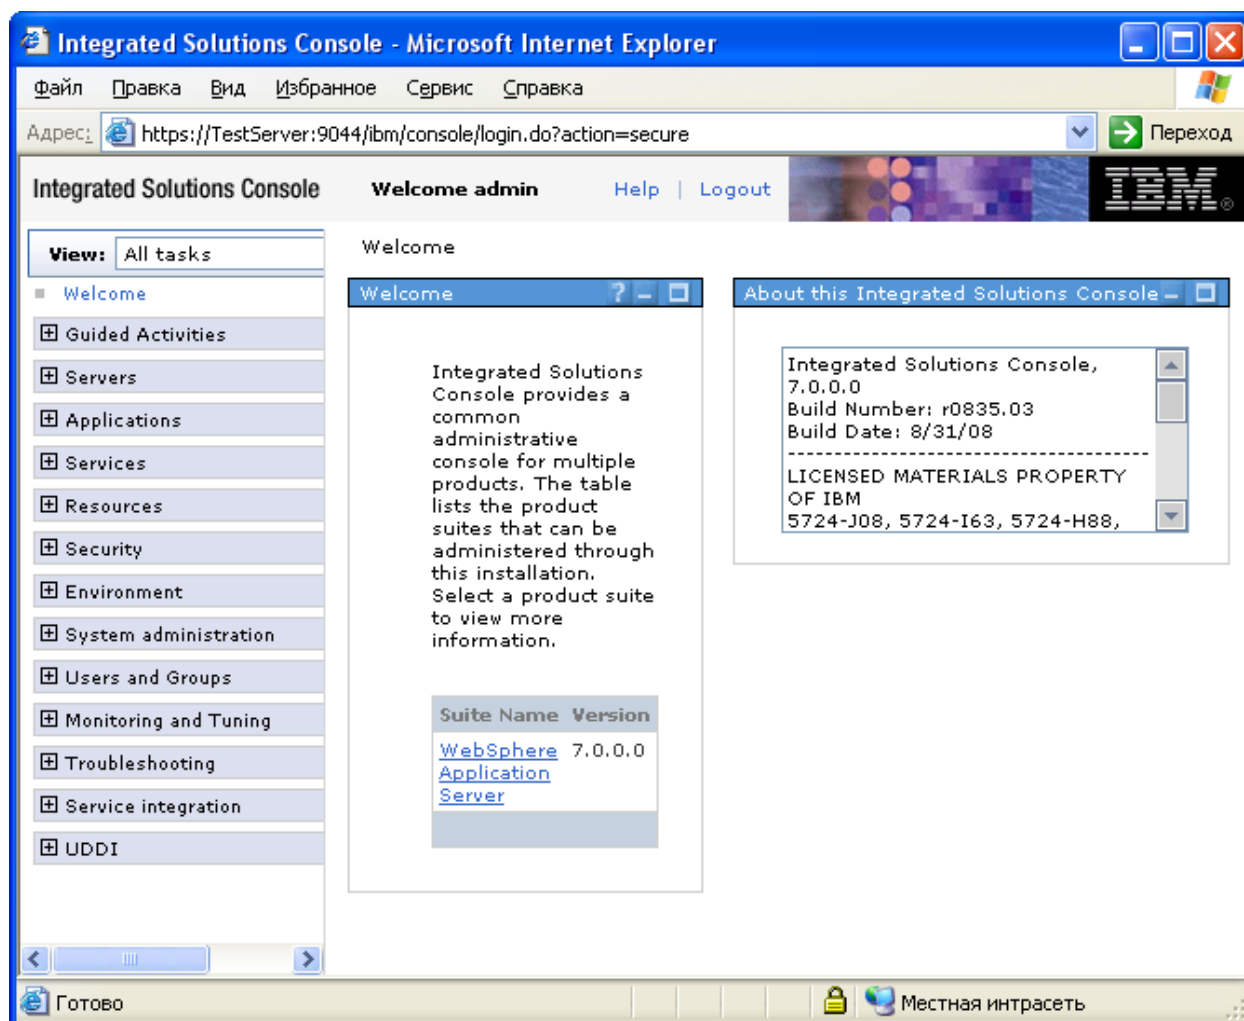 Integrated Solutions Console - Microsoft Internet Explorer
Файл Правка Вид Избранное Сервис Справка
Адрес: https://TestServer:9044/ibm/console/login.do?action=secure Переход
Integrated Solutions Console Welcome admin Help | Logout IBM®
View: All tasks
Welcome
Guided Activities
Servers
Applications
Services
Resources
Security
Environment
System administration
Users and Groups
Monitoring and Tuning
Troubleshooting
Service integration
UDDI
Welcome
Welcome ?
Integrated Solutions
Console provides a
common
administrative
console for multiple
products. The table
lists the product
suites that can be
administered through
this installation.
Select a product suite
to view more
information.
Suite Name Version
WebSphere 7.0.0.0
Application
Server
About this Integrated Solutions Console
Integrated Solutions Console,
7.0.0.0
Build Number: r0835.03
Build Date: 8/31/08
--------------------------------------
LICENSED MATERIALS PROPERTY
OF IBM
5724-J08, 5724-I63, 5724-H88,
Готово Местная интрасеть